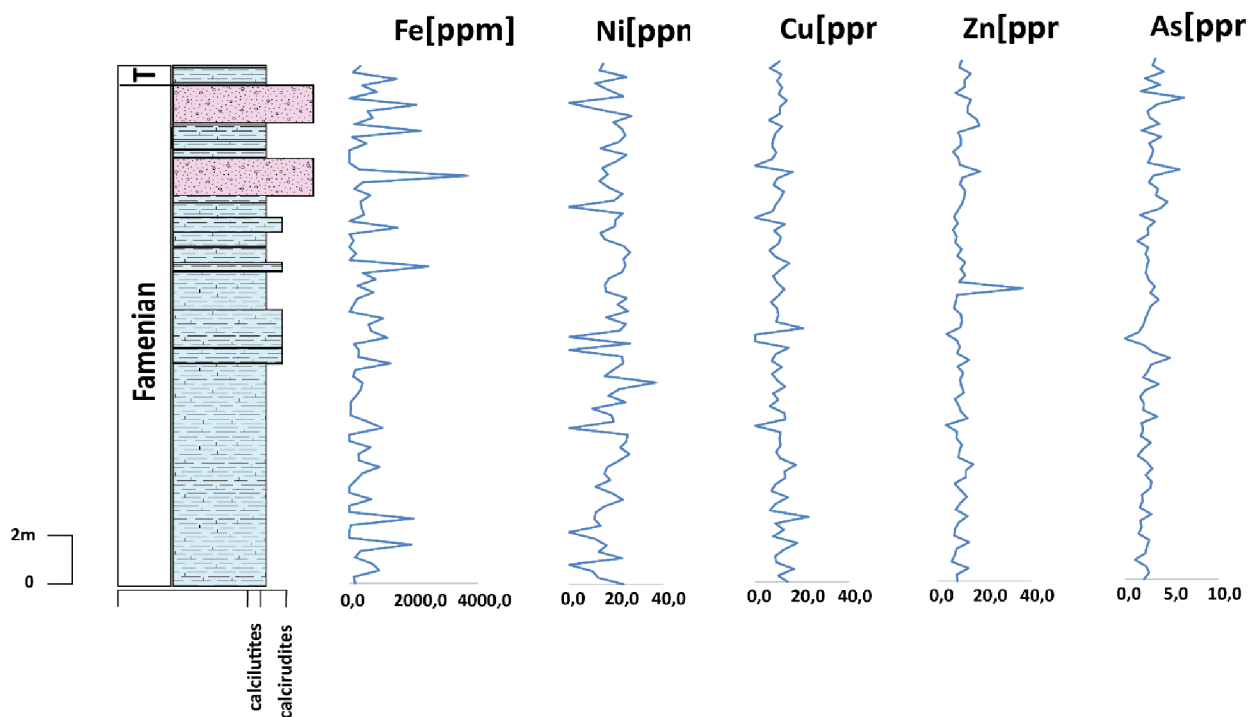 Fe[ppm]
Ni[ppn
Cu[ppr
Zn[ppr
As[ppr
T
Famenian
2m
0
0,0 2000,0 4000,0
0,0 20,0 40,0
0,0 20,0 40,0
0,0 20,0 40,0
0,0 5,0 10,0
calcilutites
calcirudites